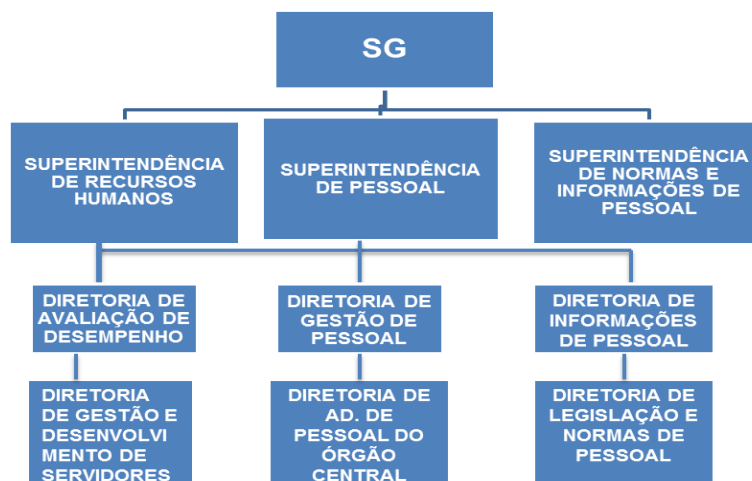 SG
SUPERINTENDÊNCIA
DE RECURSOS
HUMANOS
SUPERINTENDÊNCIA
DE PESSOAL
SUPERINTENDÊNCIA
DE NORMAS E
INFORMAÇÕES DE
PESSOAL
DIRETORIA DE
AVALIAÇÃO DE
DESEMPENHO
DIRETORIA DE
GESTÃO DE
PESSOAL
DIRETORIA DE
INFORMAÇÕES
DE PESSOAL
DIRETORIA
DE GESTÃO E
DESENVOLVI
MENTO DE
SERVIDORES
DIRETORIA DE
AD. DE
PESSOAL DO
ÓRGÃO
CENTRAL
DIRETORIA DE
LEGISLAÇÃO E
NORMAS DE
PESSOAL